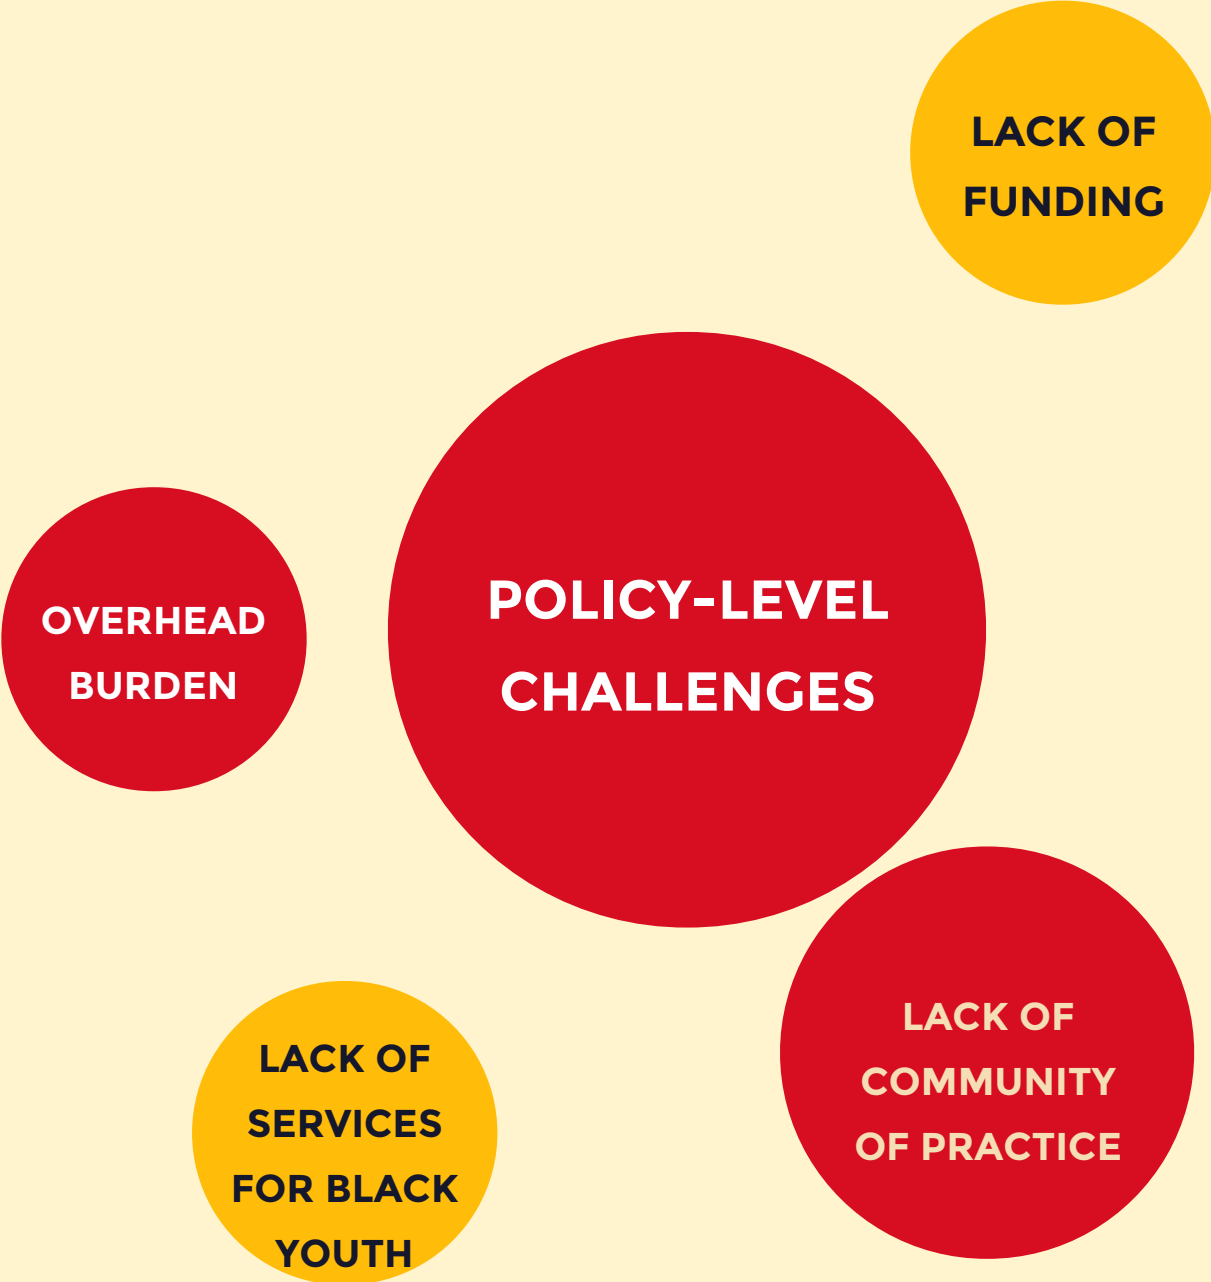 LACK OF
FUNDING
POLICY-LEVEL
CHALLENGES
OVERHEAD
BURDEN
LACK OF
COMMUNITY
OF PRACTICE
LACK OF
SERVICES
FOR BLACK
YOUTH